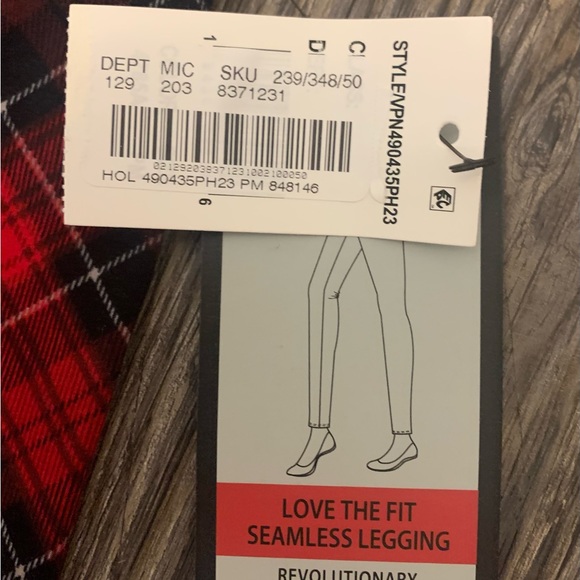 DEPT MIC SKU 239/348/50
129 203 8371231
021292038371231002100050
HOL 490435PH23 PM 848146
1
6
STYLE/VPN490435PH23
LOVE THE FIT
SEAMLESS LEGGING
REVOLUTIONARY